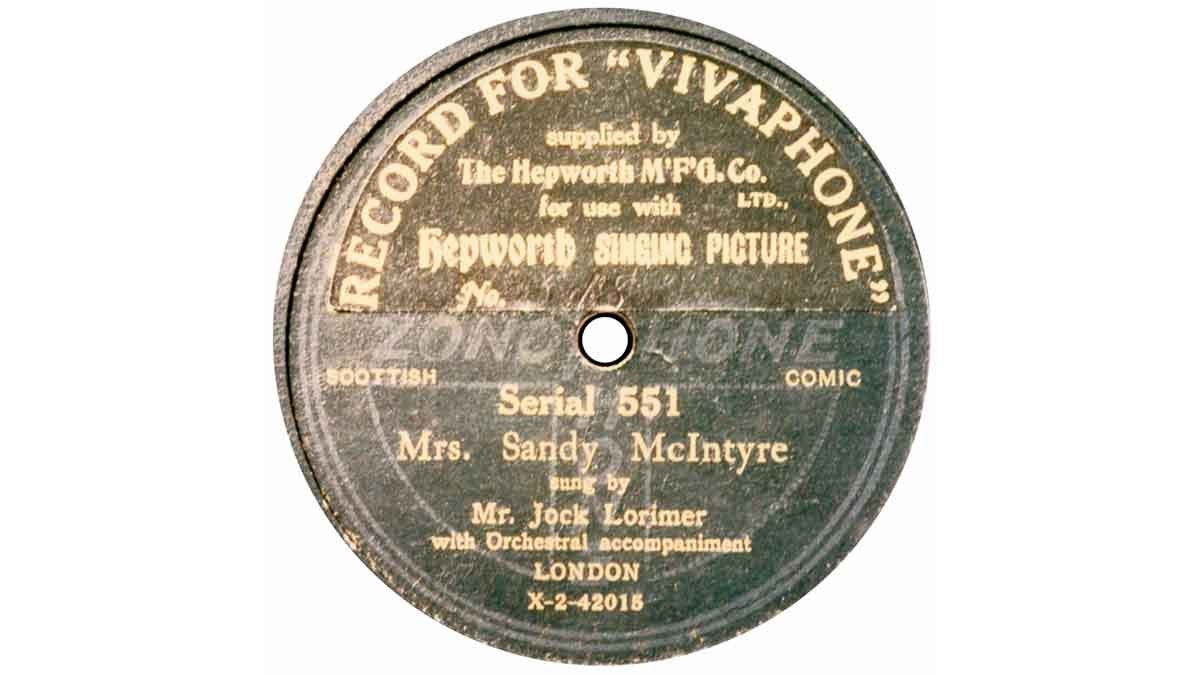 RECORD FOR "VIVAPHONE"
supplied by
The Hepworth M'F'G. Co.
LTD.,
for use with
Hepworth SINGING PICTURE
No.
ZONOPHONE
SCOTTISH COMIC
Serial 551
Mrs. Sandy McIntyre
sung by
Mr. Jock Lorimer
with Orchestral accompaniment
LONDON
X-2-42015